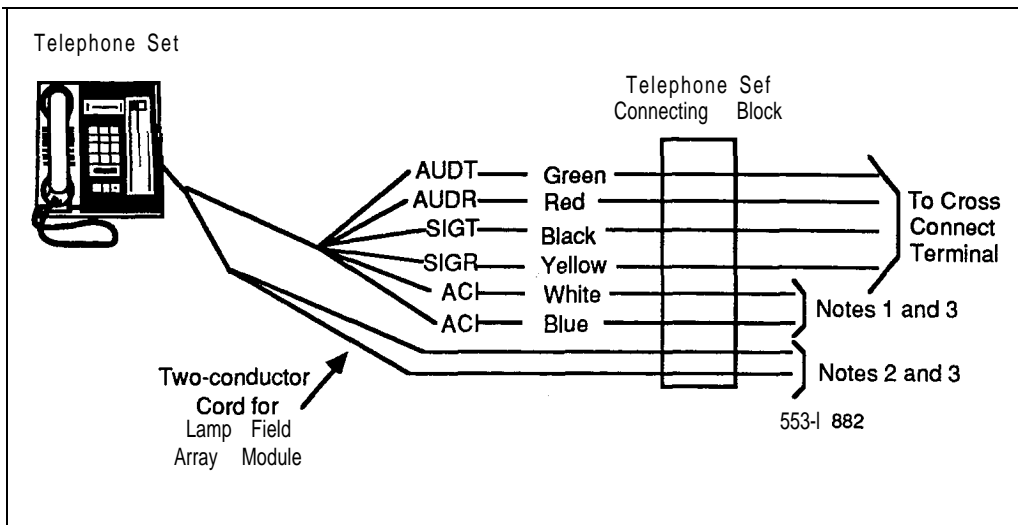 Telephone Set
Telephone Sef
Connecting Block
AUDT Green
AUDR Red
SIGT Black
SIGR Yellow
ACI White
ACI Blue
To Cross
Connect
Terminal
Notes 1 and 3
Notes 2 and 3
Two-conductor
Cord for
Lamp Field
Array Module
553-I 882